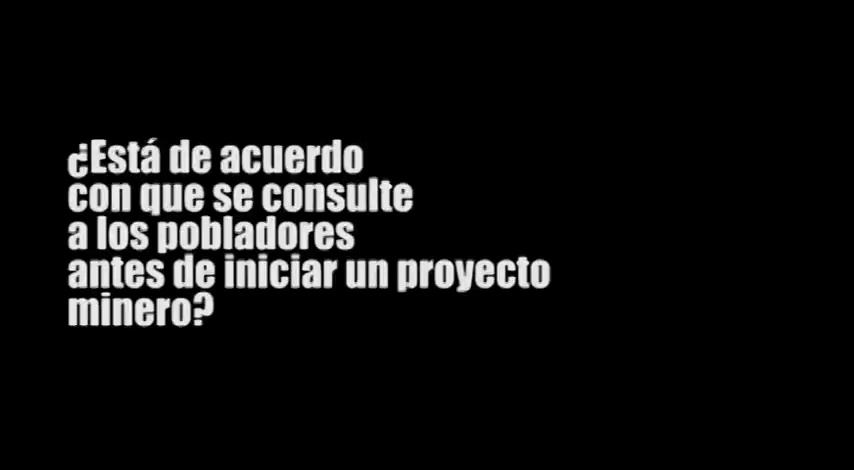 ¿Está de acuerdo
con que se consulte
a los pobladores
antes de iniciar un proyecto
minero?